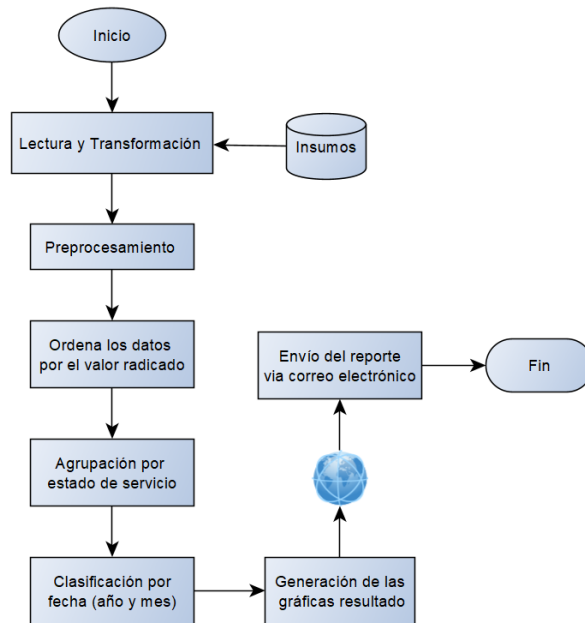 Inicio
Lectura y Transformación
Insumos
Preprocesamiento
Ordena los datos
por el valor radicado
Envío del reporte
via correo electrónico
Fin
Agrupación por
estado de servicio
Clasificación por
fecha (año y mes)
Generación de las
gráficas resultado